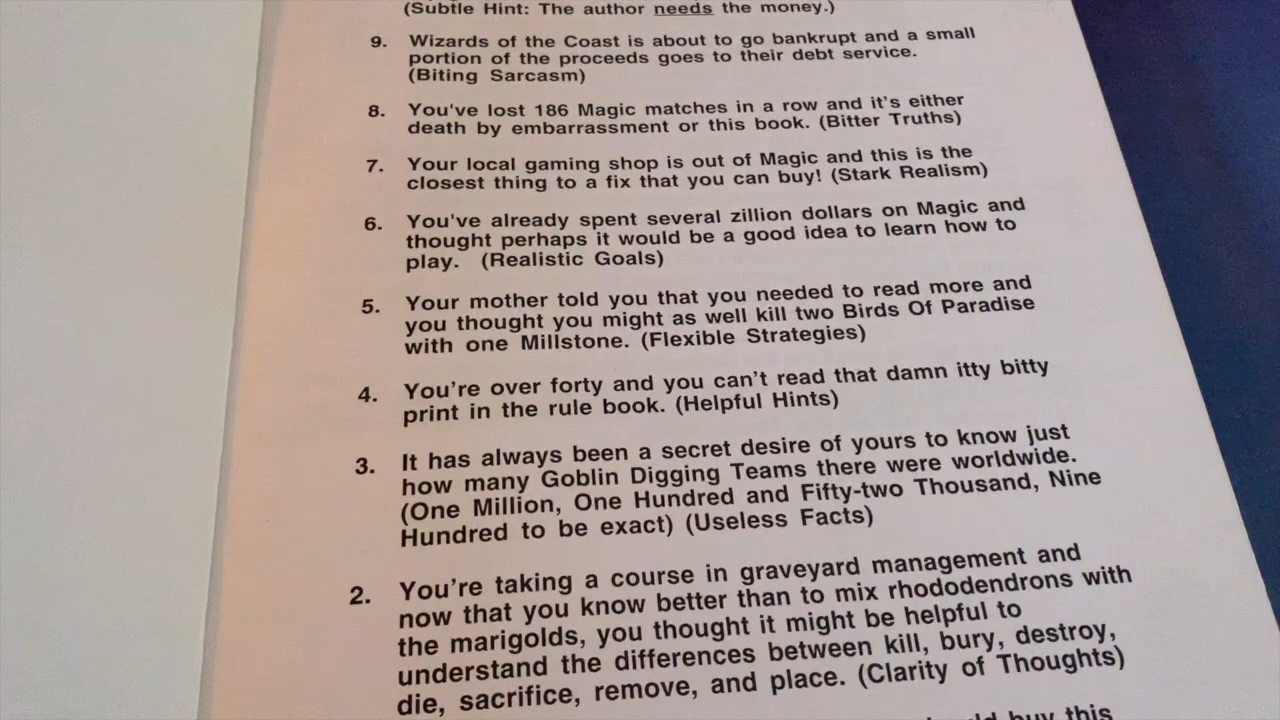 (Subtle Hint: The author needs the money.)
9. Wizards of the Coast is about to go bankrupt and a small
portion of the proceeds goes to their debt service.
(Biting Sarcasm)
8. You've lost 186 Magic matches in a row and it's either
death by embarrassment or this book. (Bitter Truths)
7. Your local gaming shop is out of Magic and this is the
closest thing to a fix that you can buy! (Stark Realism)
6. You've already spent several zillion dollars on Magic and
thought perhaps it would be a good idea to learn how to
play. (Realistic Goals)
5. Your mother told you that you needed to read more and
you thought you might as well kill two Birds Of Paradise
with one Millstone. (Flexible Strategies)
4. You're over forty and you can't read that damn itty bitty
print in the rule book. (Helpful Hints)
3. It has always been a secret desire of yours to know just
how many Goblin Digging Teams there were worldwide.
(One Million, One Hundred and Fifty-two Thousand, Nine
Hundred to be exact) (Useless Facts)
2. You're taking a course in graveyard management and
now that you know better than to mix rhododendrons with
the marigolds, you thought it might be helpful to
understand the differences between kill, bury, destroy,
die, sacrifice, remove, and place. (Clarity of Thoughts)
buy this